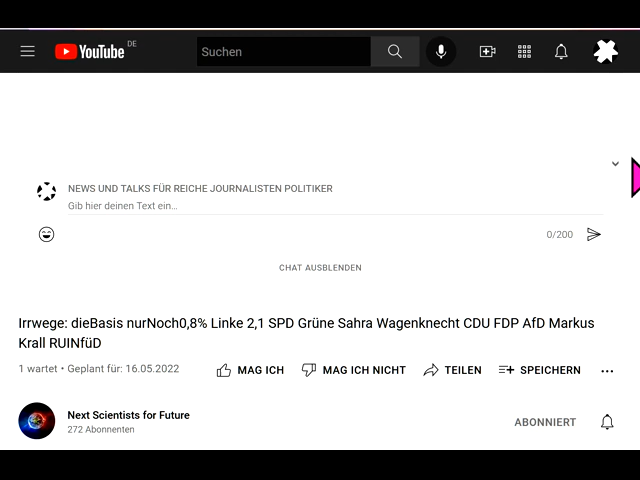 YouTube DE
Suchen
NEWS UND TALKS FÜR REICHE JOURNALISTEN POLITIKER
Gib hier deinen Text ein...
0/200
CHAT AUSBLENDEN
Irrwege: dieBasis nurNoch0,8% Linke 2,1 SPD Grüne Sahra Wagenknecht CDU FDP AfD Markus
Krall RUINfüD
1 wartet • Geplant für: 16.05.2022
MAG ICH
MAG ICH NICHT
TEILEN
SPEICHERN
Next Scientists for Future
272 Abonnenten
ABONNIERT